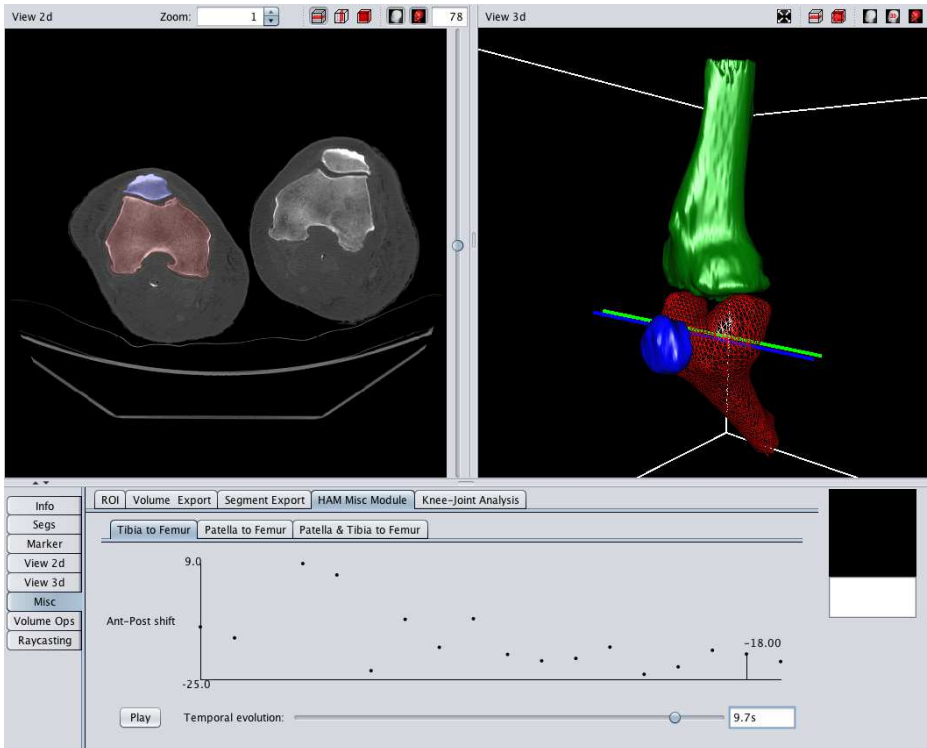 View 2d Zoom: 1 78 View 3d
Info
Segs
Marker
View 2d
View 3d
Misc
Volume Ops
Raycasting
ROI Volume Export Segment Export HAM Misc Module Knee-Joint Analysis
Tibia to Femur Patella to Femur Patella & Tibia to Femur
9.0
Ant-Post shift
-18.00
-25.0
Play Temporal evolution: 9.7s